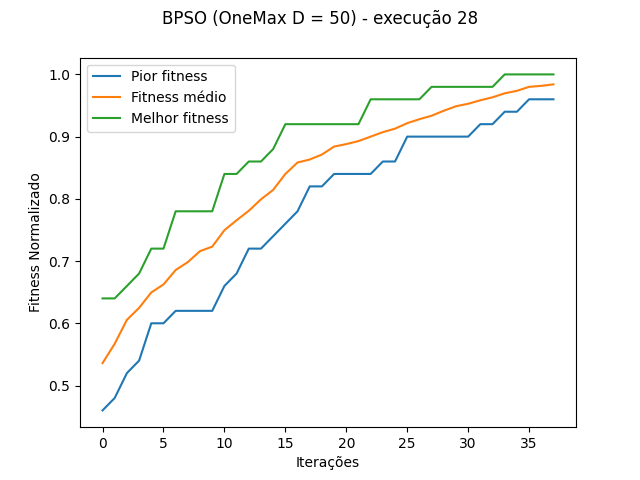 BPSO (OneMax D = 50) - execução 28
Pior fitness
Fitness médio
Melhor fitness
Fitness Normalizado
1.0
0.9
0.8
0.7
0.6
0.5
0
5
10
15
20
25
30
35
Iterações